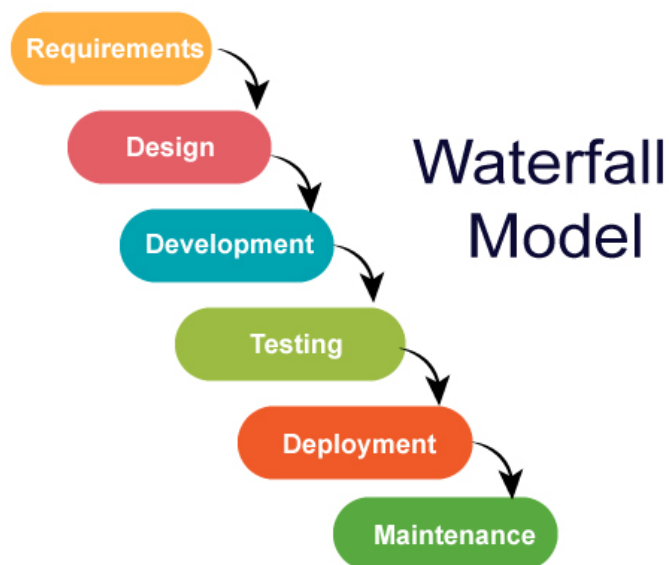 Requirements
Design
Waterfall
Model
Development
Testing
Deployment
Maintenance